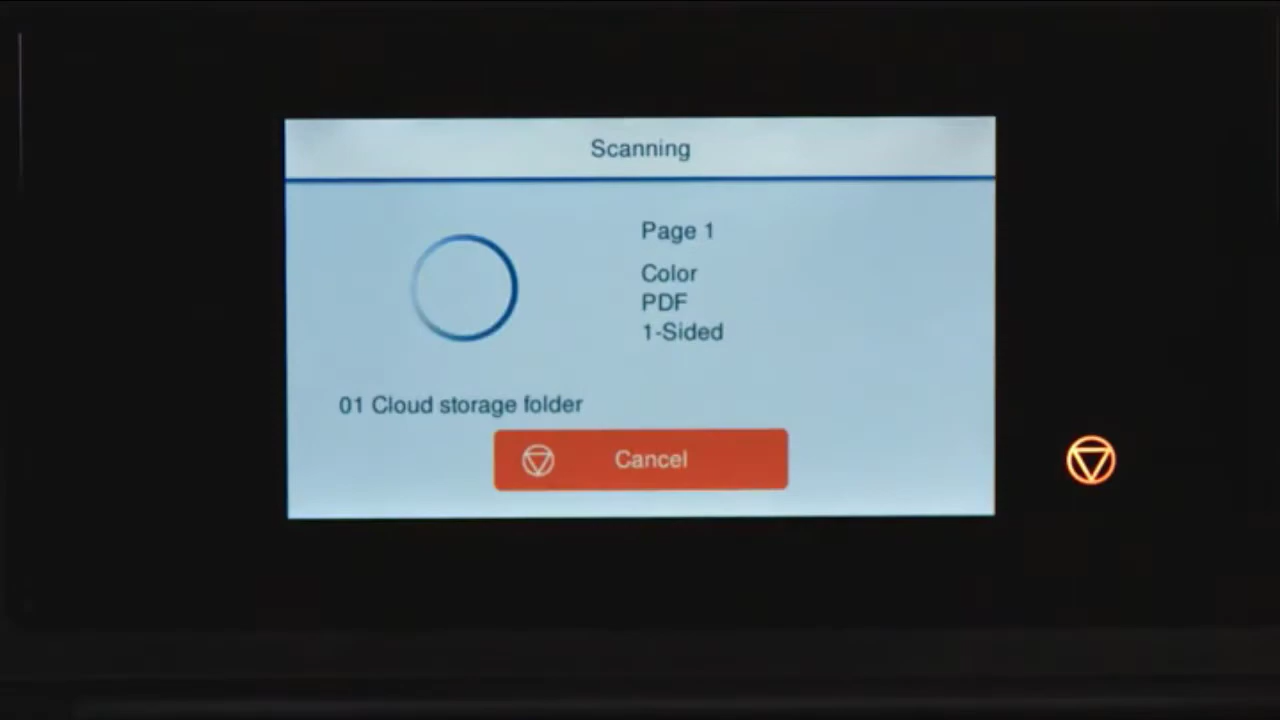 Scanning
Page 1
Color
PDF
1-Sided
01 Cloud storage folder
Cancel